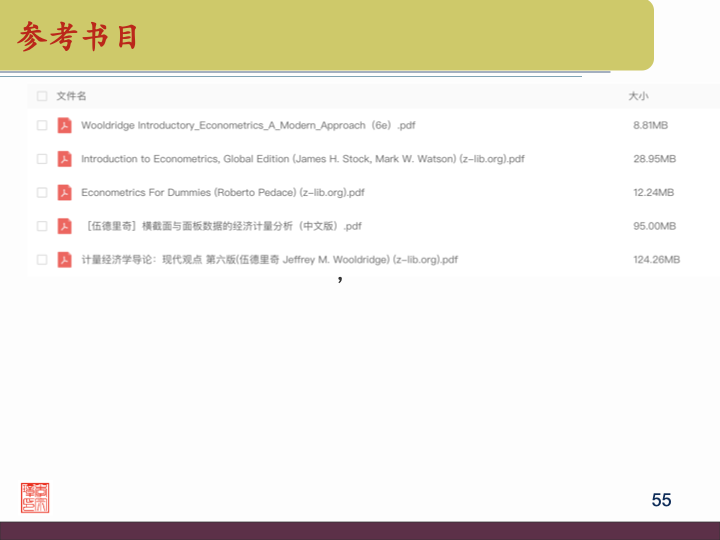 参考书目
文件名 大小
Wooldridge Introductory_Econometrics_A_Modern_Approach（6e）.pdf 8.81MB
Introduction to Econometrics, Global Edition (James H. Stock, Mark W. Watson) (z-lib.org).pdf 28.95MB
Econometrics For Dummies (Roberto Pedace) (z-lib.org).pdf 12.24MB
［伍德里奇］横截面与面板数据的经济计量分析（中文版）.pdf 95.00MB
计量经济学导论：现代观点 第六版(伍德里奇 Jeffrey M. Wooldridge) (z-lib.org).pdf 124.26MB
，
55